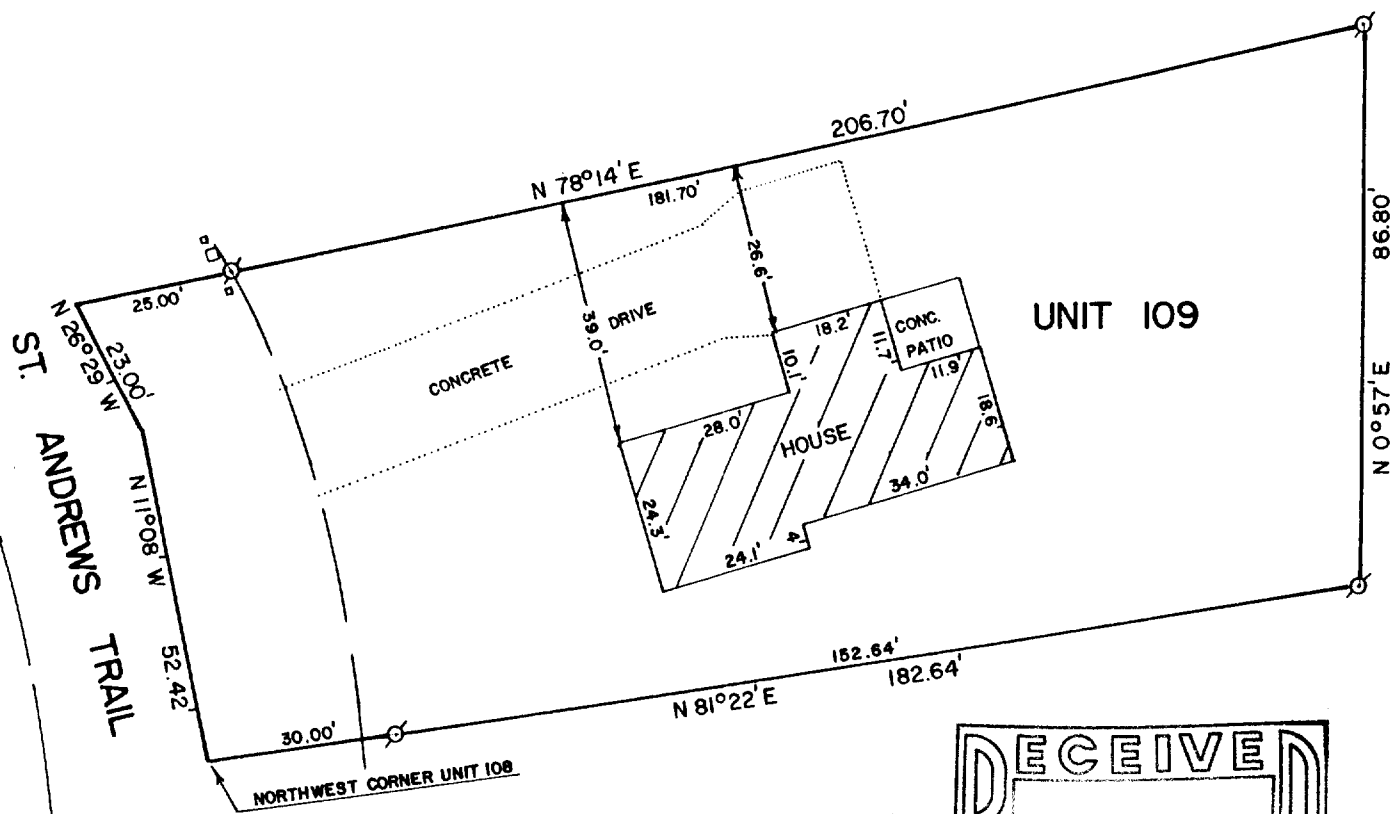 206.70'
N 78°14' E
181.70'
25.00'
N 26°29' W
23.00'
ST. ANDREWS TRAIL
N 11°08' W
52.42'
39.0'
26.6'
CONCRETE DRIVE
18.2'
10.1'
11.7'
CONC.
PATIO
11.9'
28.0'
HOUSE
18.6'
24.3'
24.1'
4'
34.0'
UNIT 109
86.80'
N 0°57' E
152.64'
182.64'
N 81°22' E
30.00'
NORTHWEST CORNER UNIT 108
DECEIVED